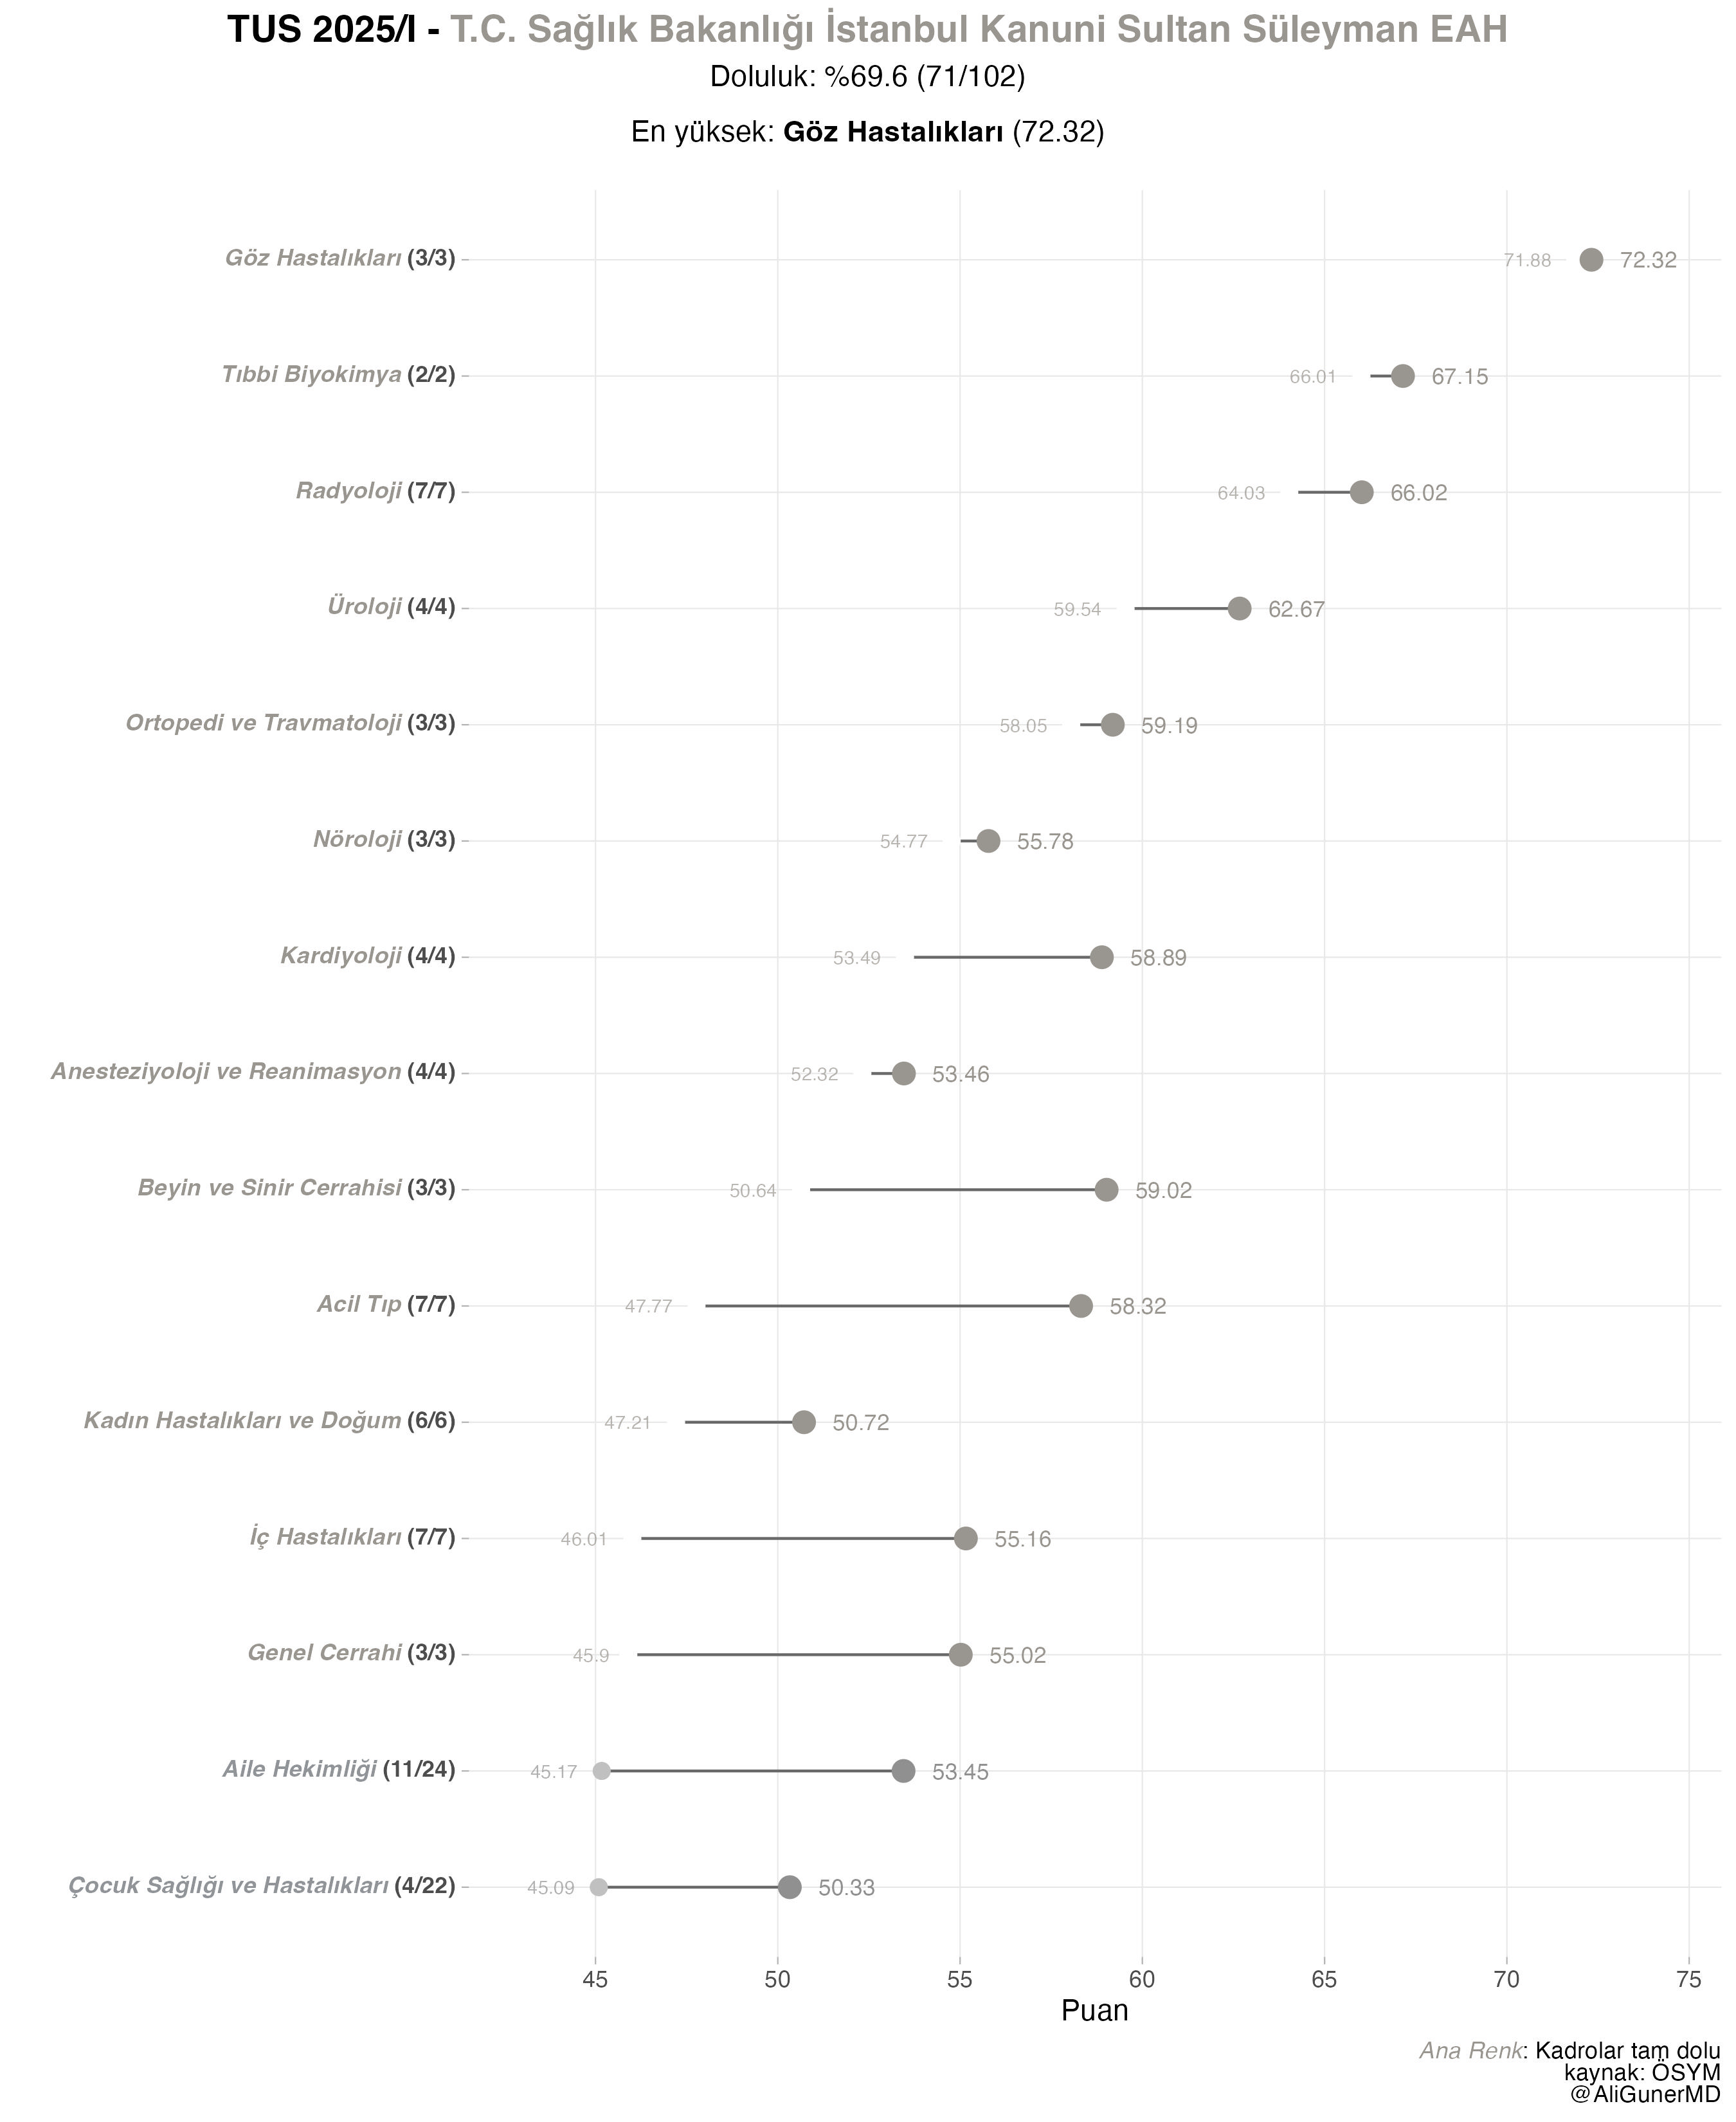 TUS 2025/I - T.C. Sağlık Bakanlığı İstanbul Kanuni Sultan Süleyman EAH
Doluluk: %69.6 (71/102)
En yüksek: Göz Hastalıkları (72.32)
Göz Hastalıkları (3/3) 71.88 72.32
Tıbbi Biyokimya (2/2) 66.01 67.15
Radyoloji (7/7) 64.03 66.02
Üroloji (4/4) 59.54 62.67
Ortopedi ve Travmatoloji (3/3) 58.05 59.19
Nöroloji (3/3) 54.77 55.78
Kardiyoloji (4/4) 53.49 58.89
Anesteziyoloji ve Reanimasyon (4/4) 52.32 53.46
Beyin ve Sinir Cerrahisi (3/3) 50.64 59.02
Acil Tıp (7/7) 47.77 58.32
Kadın Hastalıkları ve Doğum (6/6) 47.21 50.72
İç Hastalıkları (7/7) 46.01 55.16
Genel Cerrahi (3/3) 45.9 55.02
Aile Hekimliği (11/24) 45.17 53.45
Çocuk Sağlığı ve Hastalıkları (4/22) 45.09 50.33
45 50 55 60 65 70 75
Puan
Ana Renk: Kadrolar tam dolu
kaynak: ÖSYM
@AliGunerMD